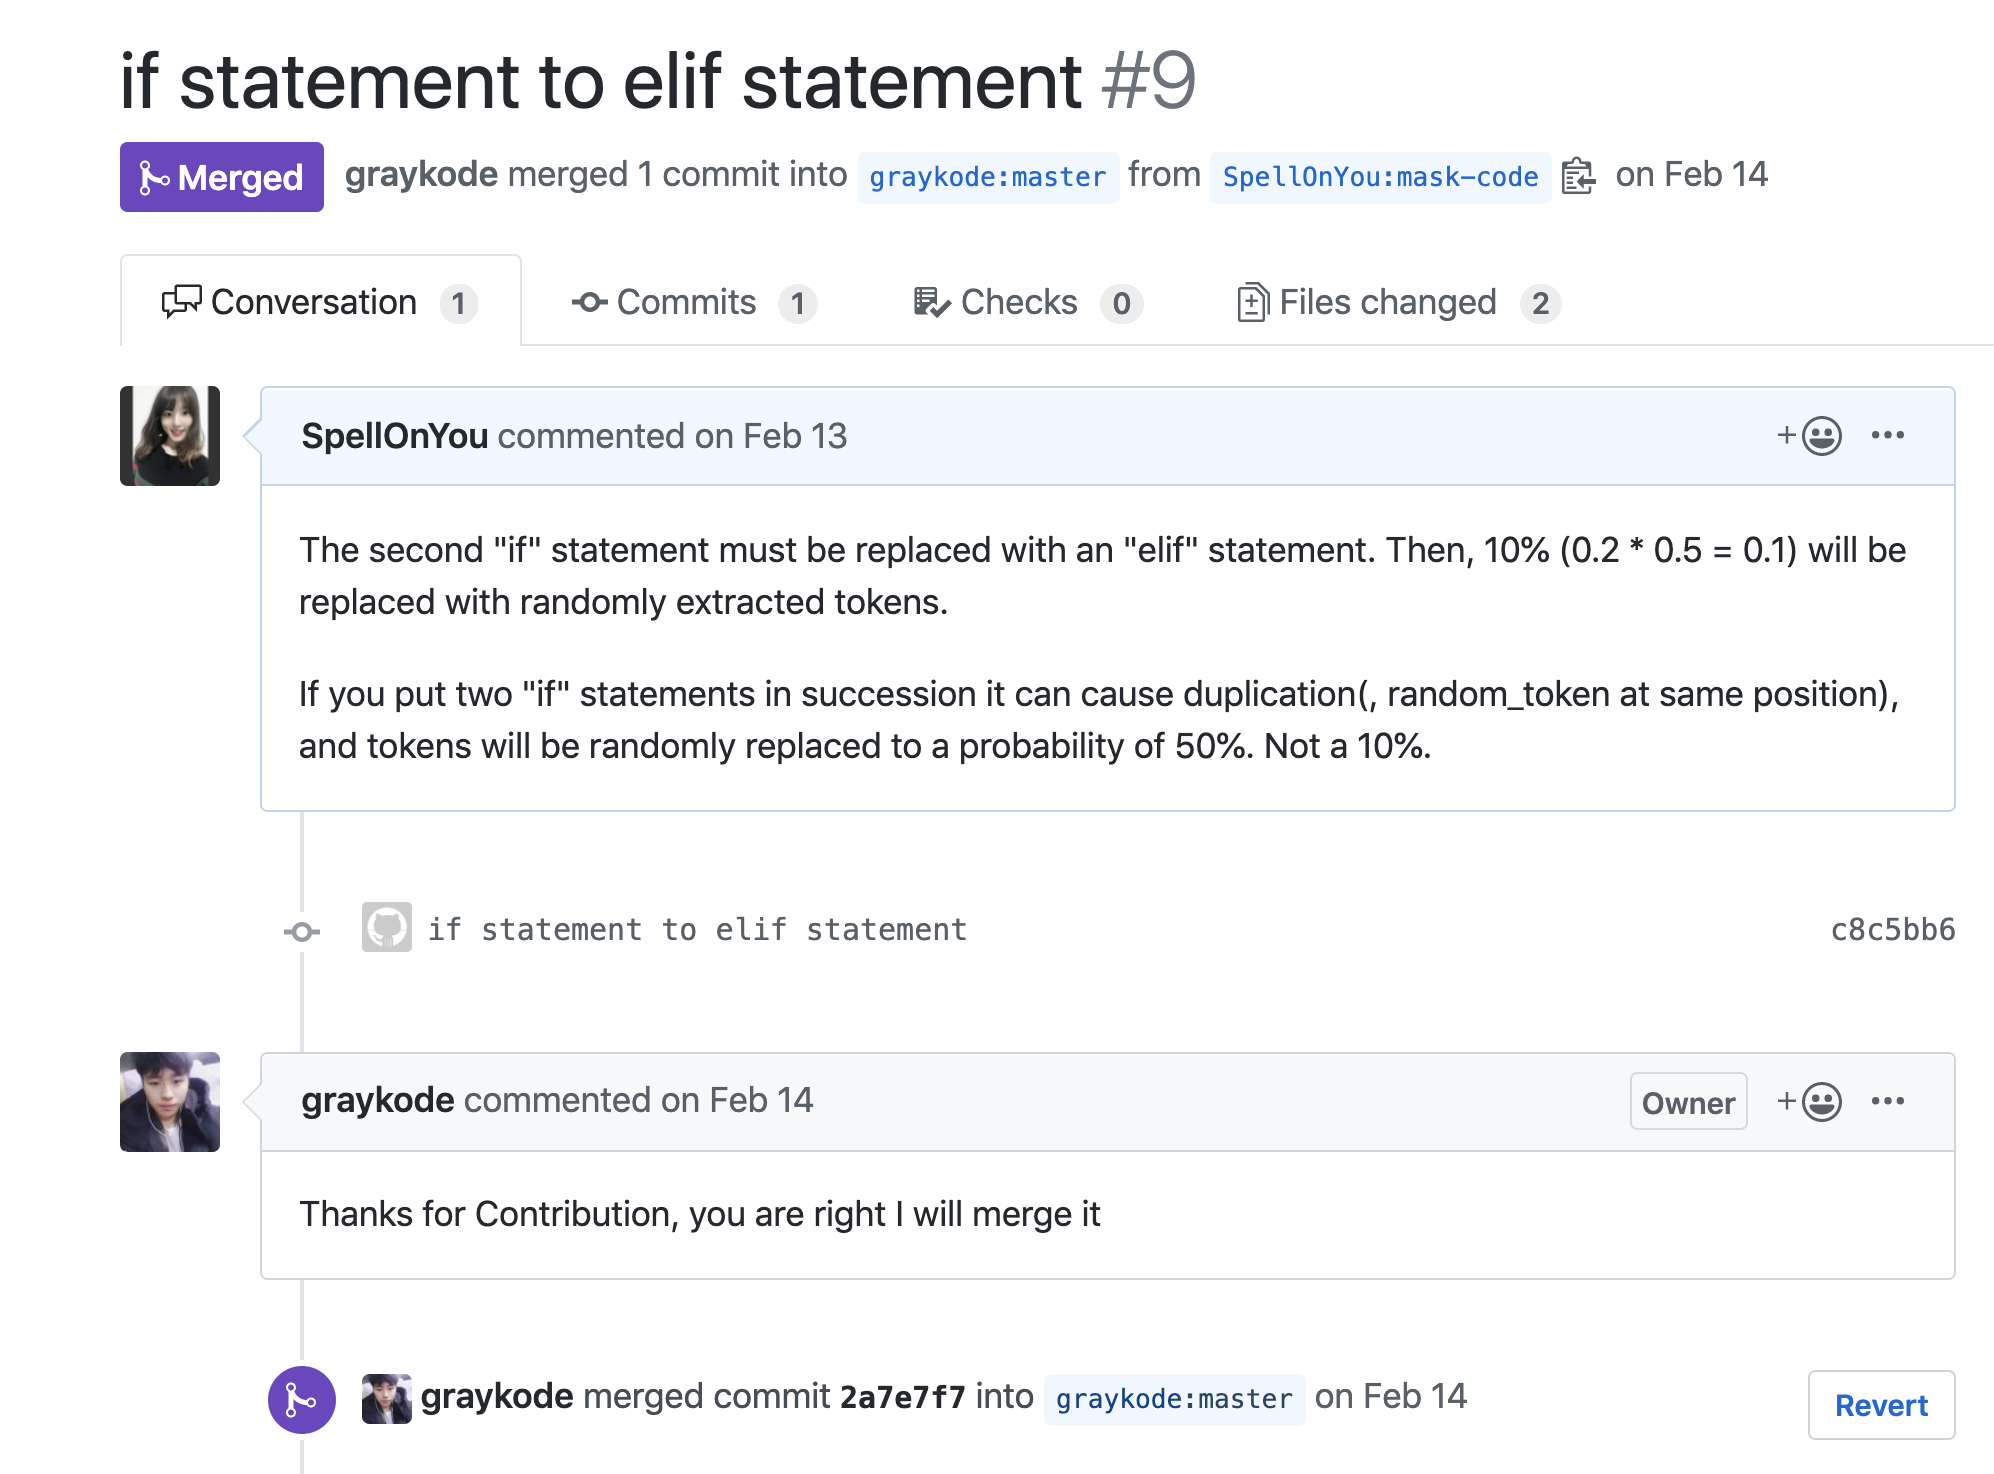 if statement to elif statement #9
Merged graykode merged 1 commit into graykode:master from SpellOnYou:mask-code on Feb 14
Conversation 1 Commits 1 Checks 0 Files changed 2
SpellOnYou commented on Feb 13
The second "if" statement must be replaced with an "elif" statement. Then, 10% (0.2 * 0.5 = 0.1) will be
replaced with randomly extracted tokens.
If you put two "if" statements in succession it can cause duplication(, random_token at same position),
and tokens will be randomly replaced to a probability of 50%. Not a 10%.
if statement to elif statement c8c5bb6
graykode commented on Feb 14 Owner
Thanks for Contribution, you are right I will merge it
graykode merged commit 2a7e7f7 into graykode:master on Feb 14 Revert